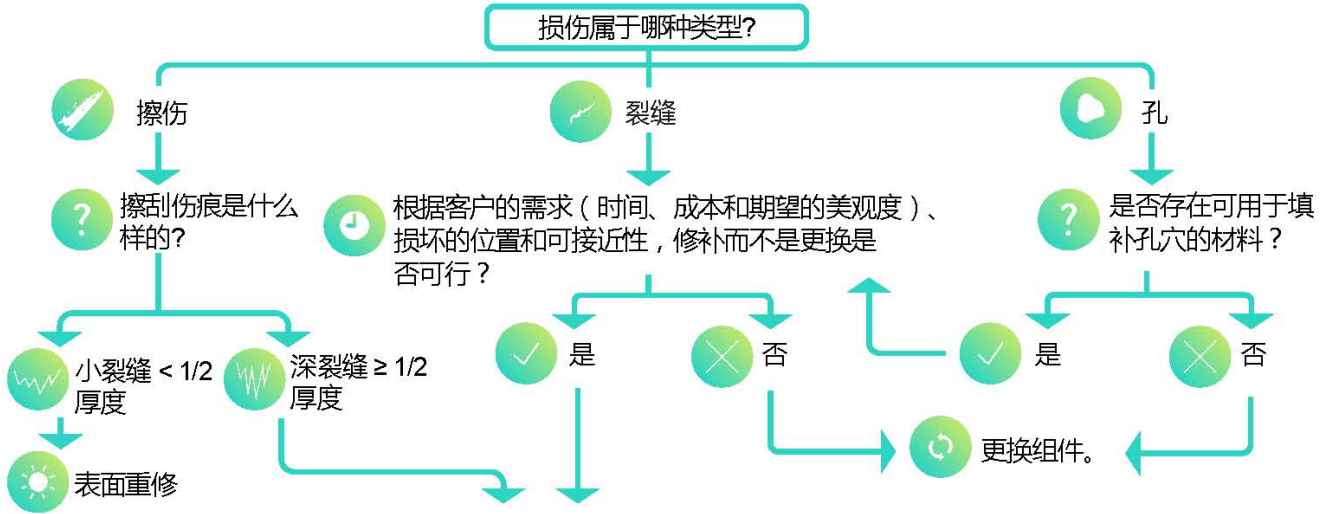 损伤属于哪种类型?
擦伤
裂缝
孔
擦刮伤痕是什么
样的?
根据客户的需求（时间、成本和期望的美观度）、
损坏的位置和可接近性，修补而不是更换是
否可行？
是否存在可用于填
补孔穴的材料？
小裂缝 < 1/2
厚度
深裂缝 ≥ 1/2
厚度
是
否
是
否
表面重修
更换组件。